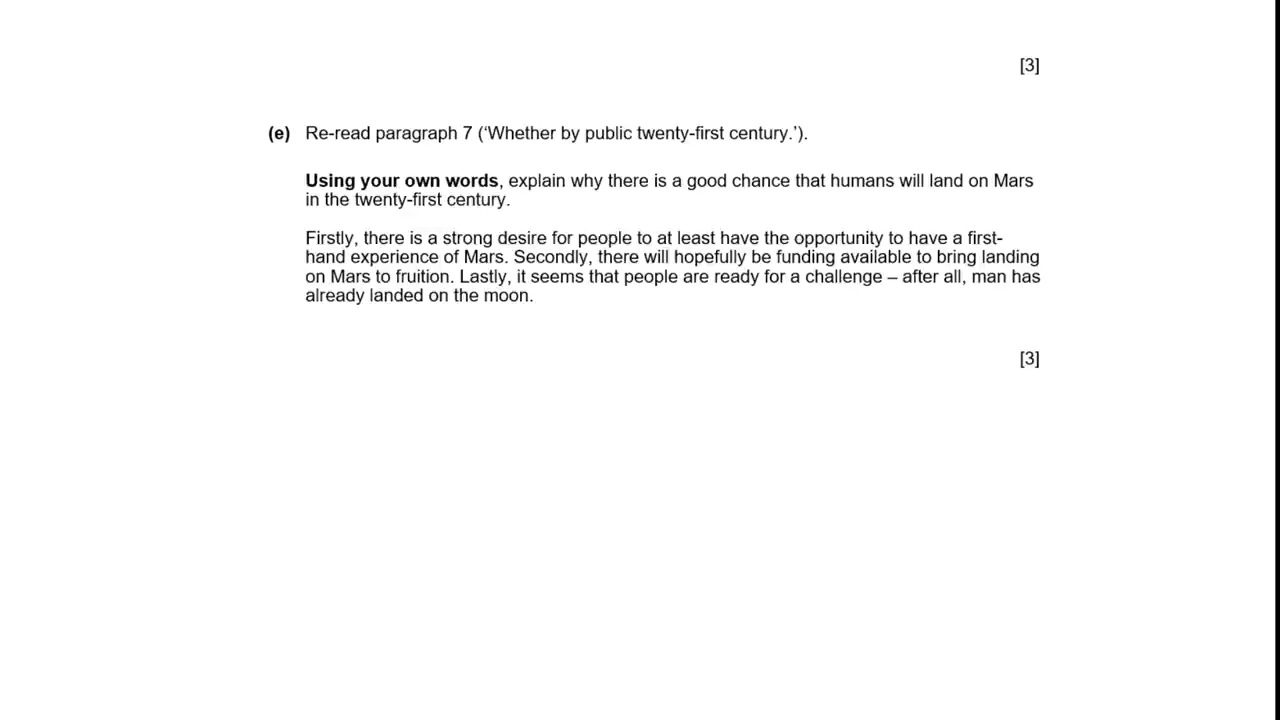 [3]
(e) Re-read paragraph 7 (‘Whether by public twenty-first century.’).
Using your own words, explain why there is a good chance that humans will land on Mars
in the twenty-first century.
Firstly, there is a strong desire for people to at least have the opportunity to have a first-
hand experience of Mars. Secondly, there will hopefully be funding available to bring landing
on Mars to fruition. Lastly, it seems that people are ready for a challenge – after all, man has
already landed on the moon.
[3]